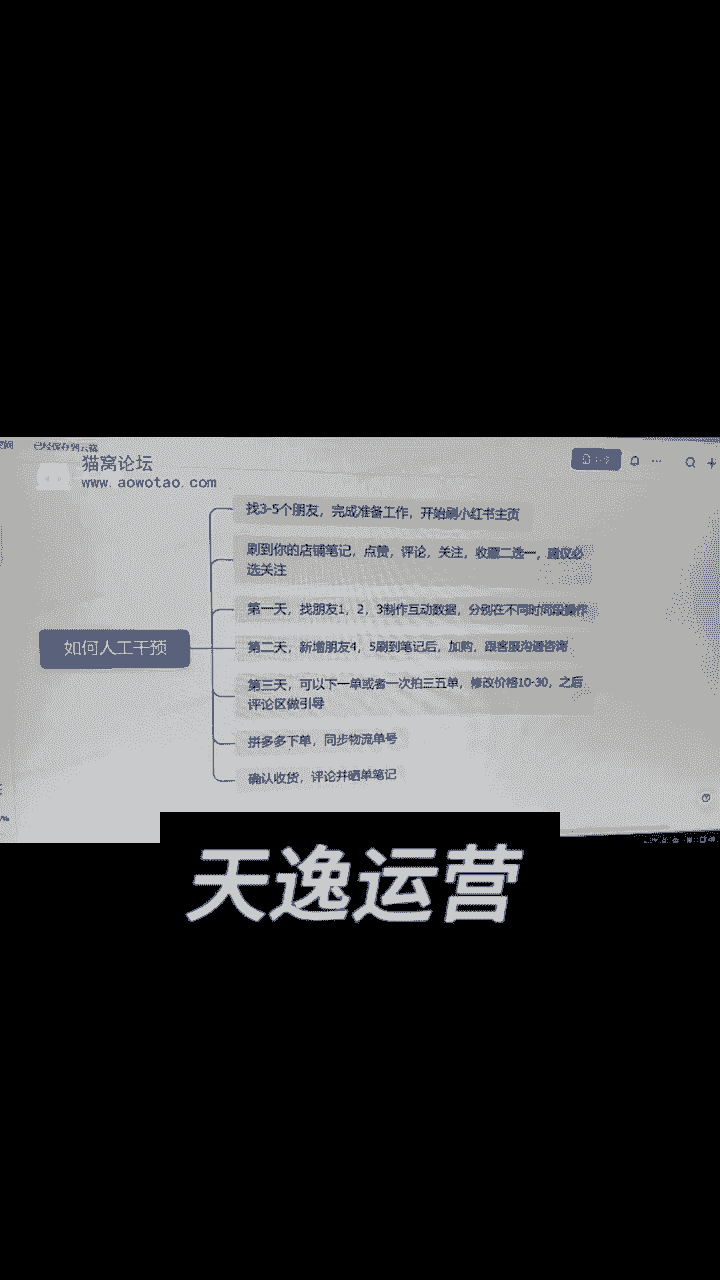 已经保存到云端
猫窝论坛
www.aowotao.com
找3-5个朋友，完成准备工作，开始刷小红书主页
刷到你的店铺笔记，点赞，评论，关注，收藏二选一，建议必
选关注
第一天，找朋友1，2，3制作互动数据，分别在不同时间段操作
如何人工干预
第二天，新增朋友4，5刷到笔记后，加购，跟客服沟通咨询
第三天，可以下一单或者一次拍三五单，修改价格10-30，之后
评论区做引导
拼多多下单，同步物流单号
确认收货，评论并晒单笔记
天逸运营